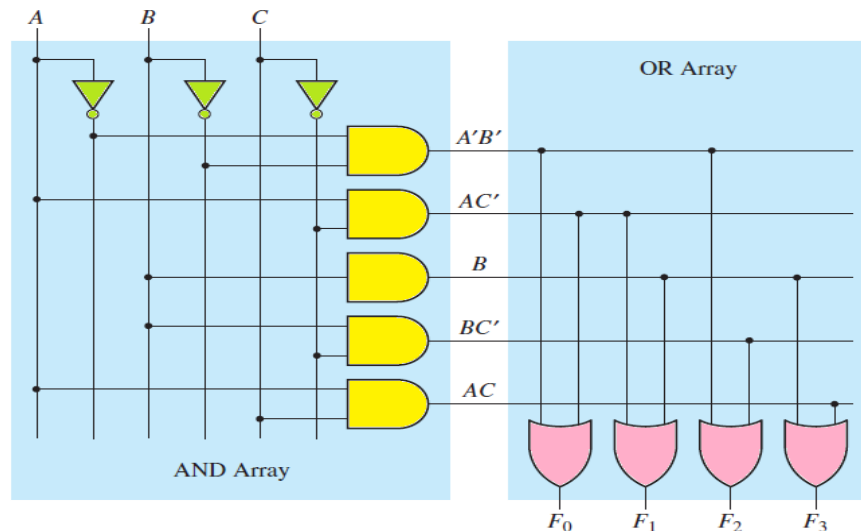 A B C
OR Array
A'B'
AC'
B
BC'
AC
AND Array
F₀ F₁ F₂ F₃